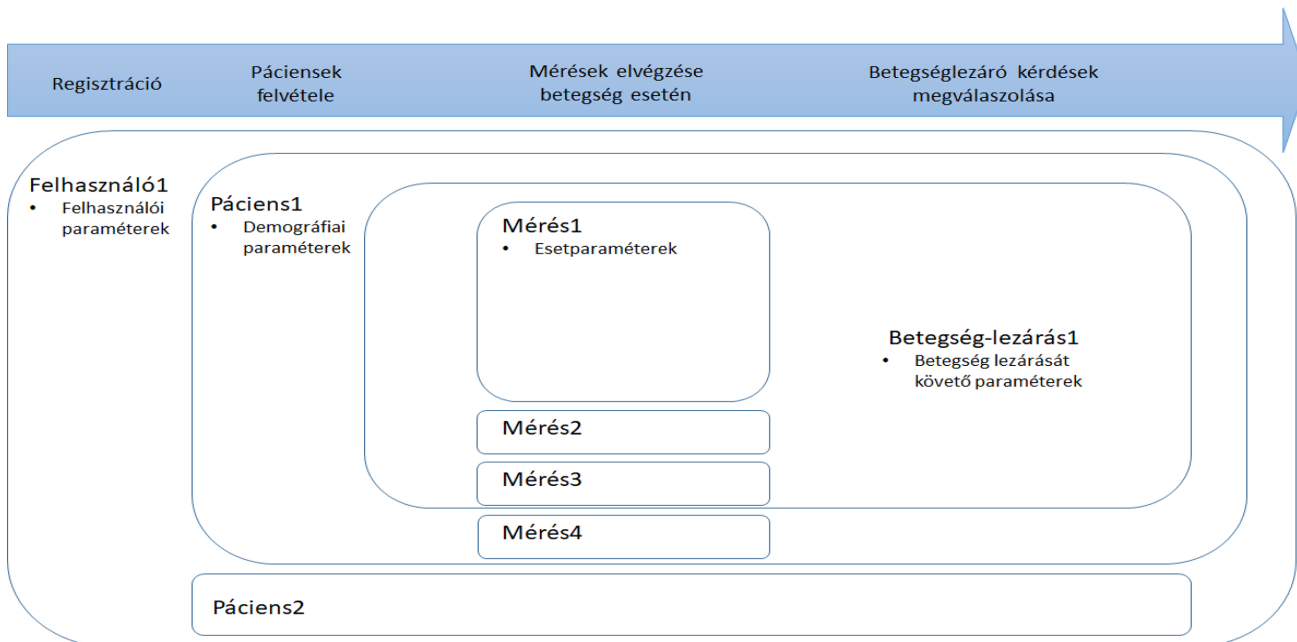 Regisztráció
Páciensek
felvétele
Mérések elvégzése
betegség esetén
Betegséglezáró kérdések
megválaszolása
Felhasználó1
• Felhasználói
paraméterek
Páciens1
• Demográfiai
paraméterek
Mérés1
• Esetparaméterek
Betegség-lezárás1
• Betegség lezárását
követő paraméterek
Mérés2
Mérés3
Mérés4
Páciens2